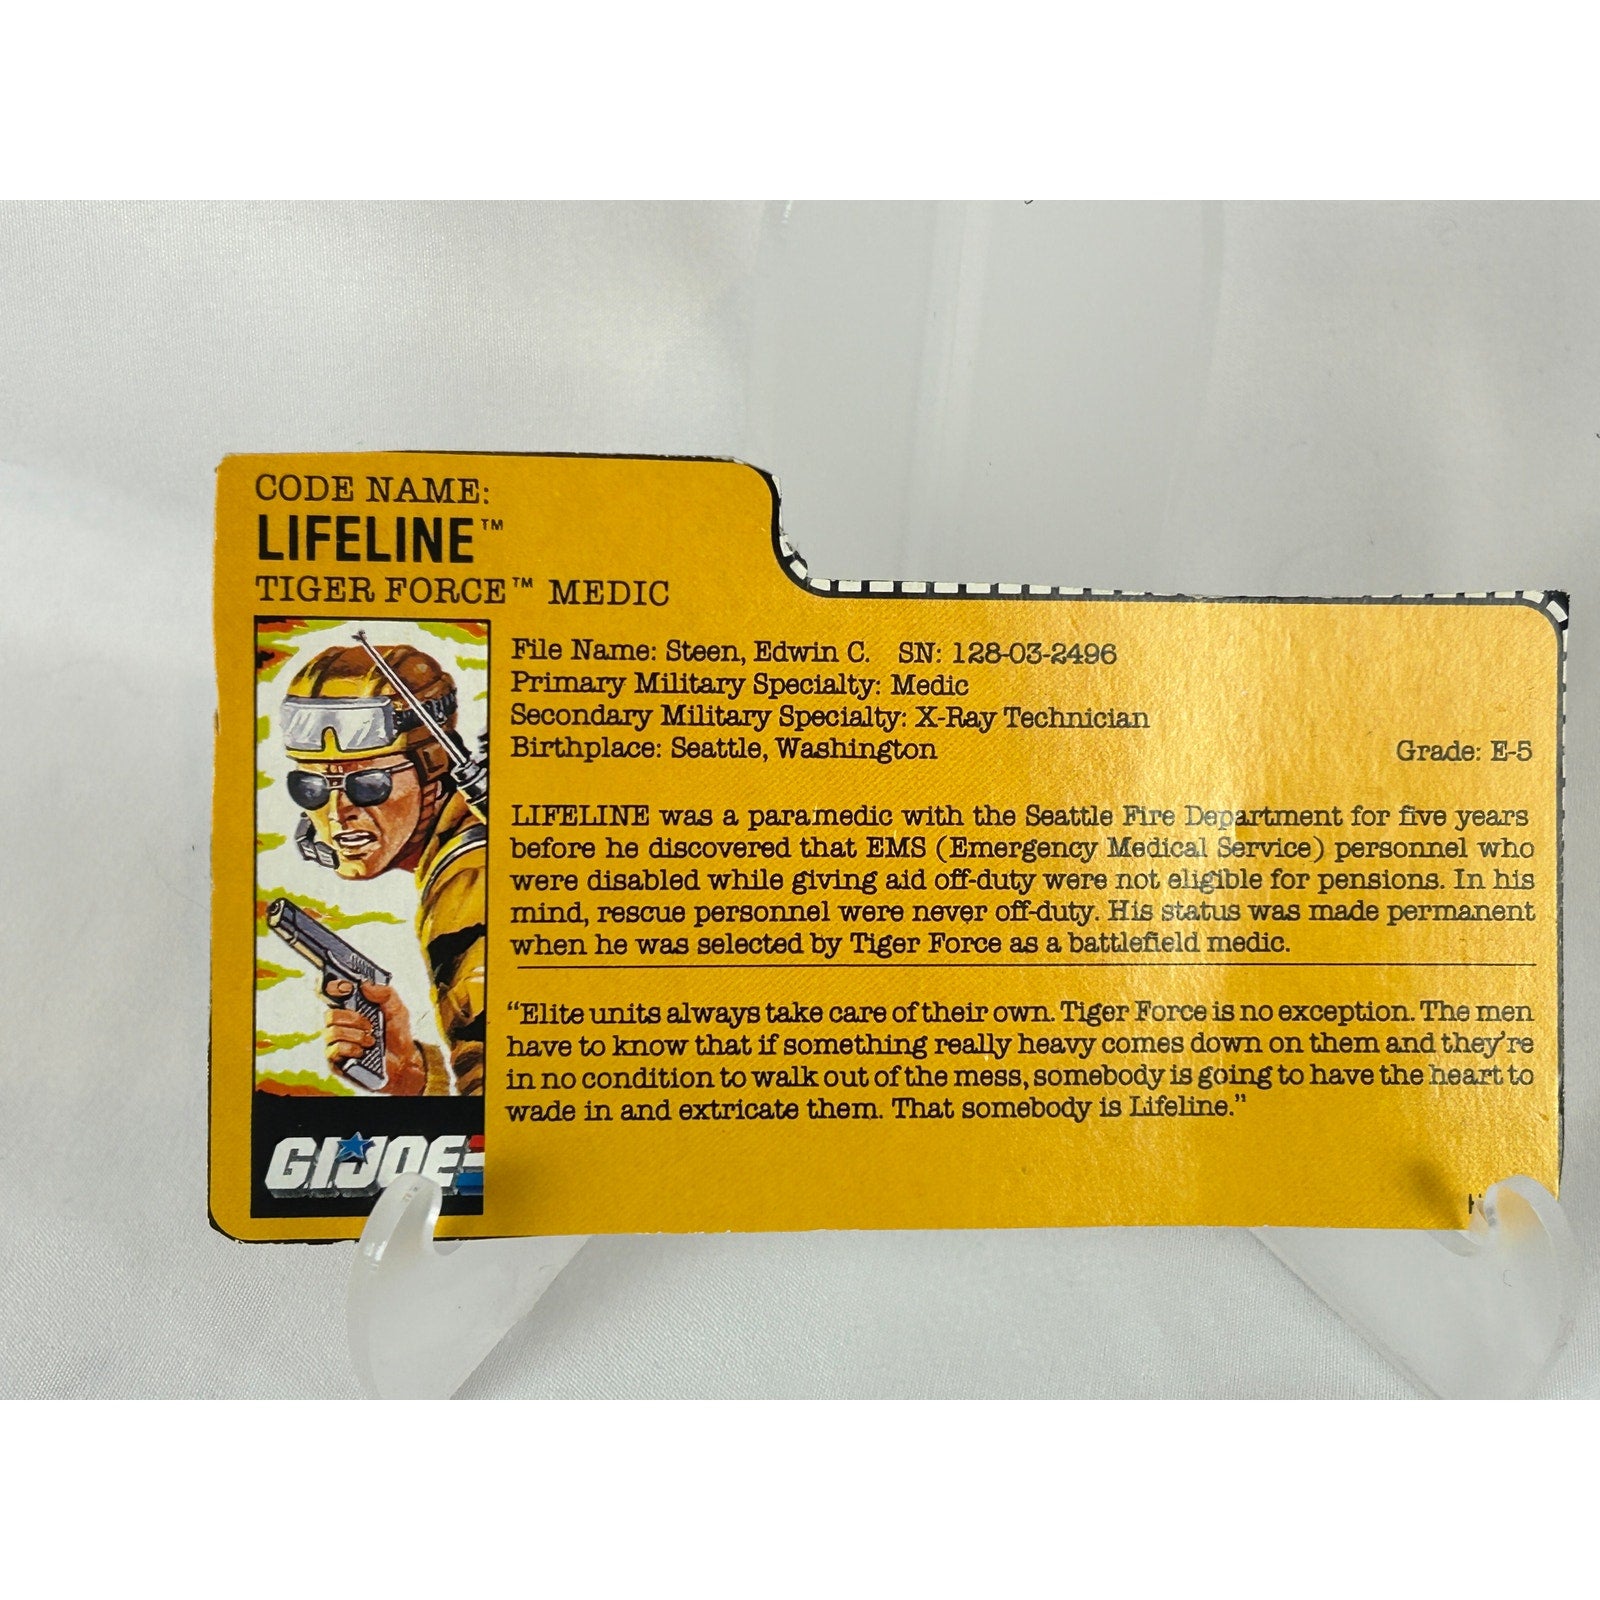 CODE NAME:
LIFELINE™
TIGER FORCE™ MEDIC
File Name: Steen, Edwin C. SN: 128-03-2496
Primary Military Specialty: Medic
Secondary Military Specialty: X-Ray Technician
Birthplace: Seattle, Washington Grade: E-5
LIFELINE was a paramedic with the Seattle Fire Department for five years
before he discovered that EMS (Emergency Medical Service) personnel who
were disabled while giving aid off-duty were not eligible for pensions. In his
mind, rescue personnel were never off-duty. His status was made permanent
when he was selected by Tiger Force as a battlefield medic.
“Elite units always take care of their own. Tiger Force is no exception. The men
have to know that if something really heavy comes down on them and they’re
in no condition to walk out of the mess, somebody is going to have the heart to
wade in and extricate them. That somebody is Lifeline.”
G.I. JOE